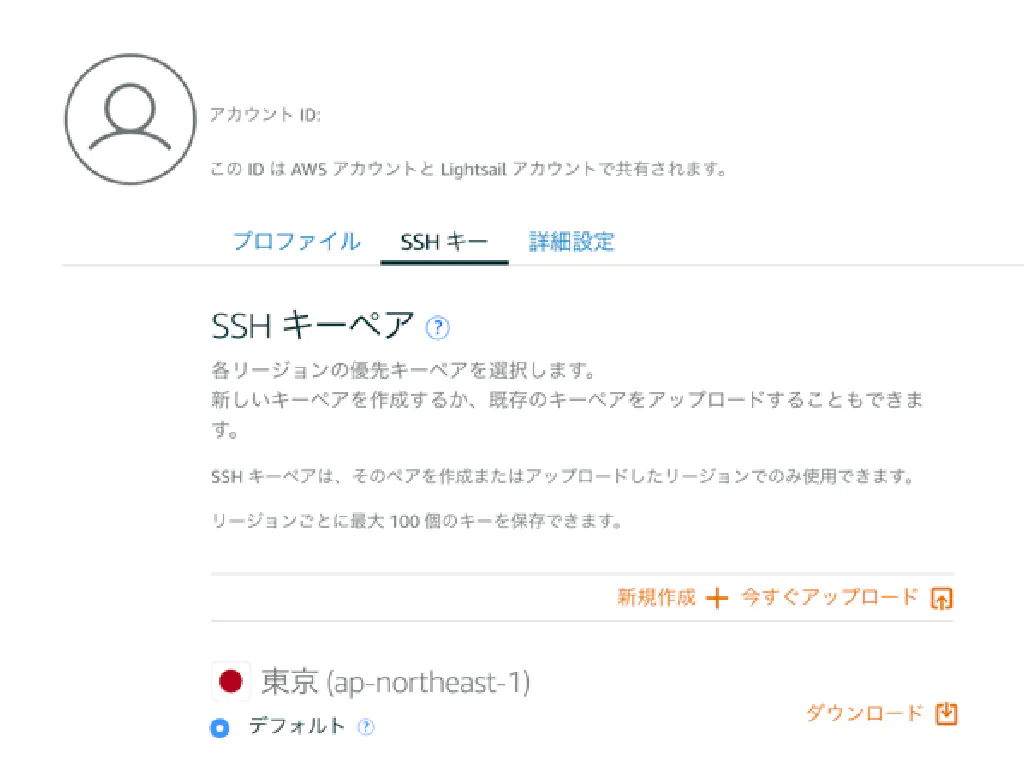 アカウント ID:
この ID は AWS アカウントと Lightsail アカウントで共有されます。
プロファイル SSH キー 詳細設定
SSH キーペア ?
各リージョンの優先キーペアを選択します。
新しいキーペアを作成するか、既存のキーペアをアップロードすることもできま
す。
SSH キーペアは、そのペアを作成またはアップロードしたリージョンでのみ使用できます。
リージョンごとに最大 100 個のキーを保存できます。
新規作成 + 今すぐアップロード
東京 (ap-northeast-1)
デフォルト ?
ダウンロード